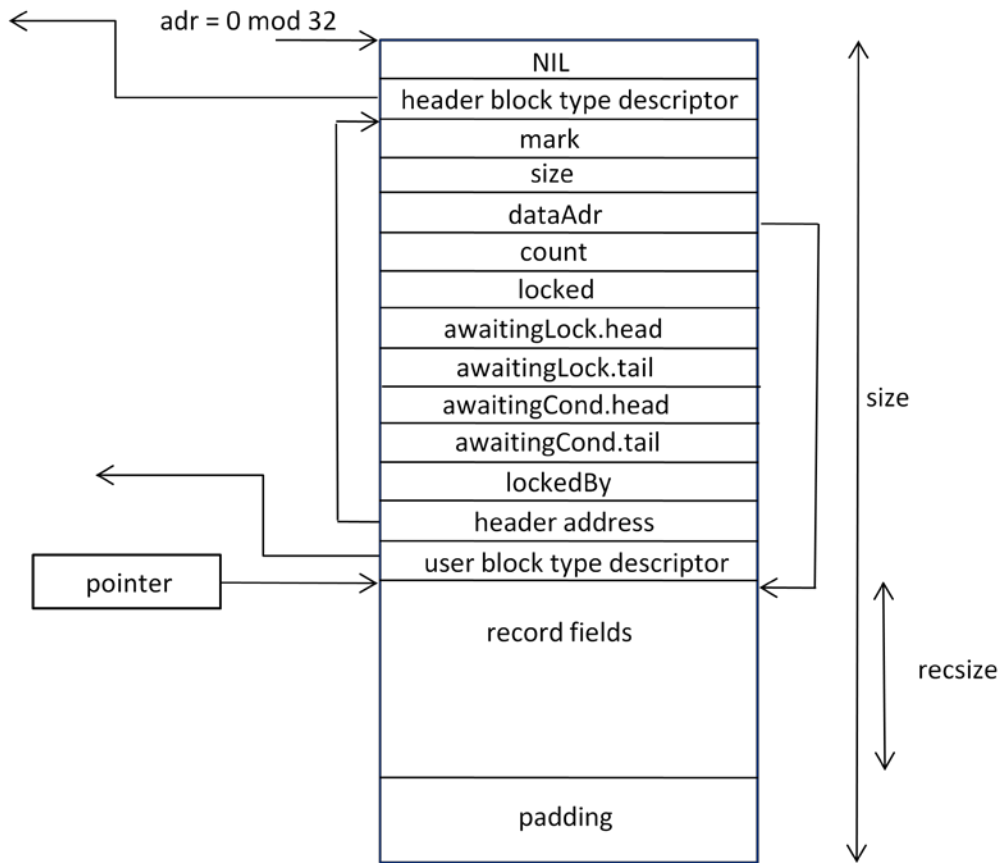 adr = 0 mod 32
NIL
header block type descriptor
mark
size
dataAdr
count
locked
awaitingLock.head
awaitingLock.tail
awaitingCond.head
size
awaitingCond.tail
lockedBy
header address
user block type descriptor
pointer
record fields
recsize
padding